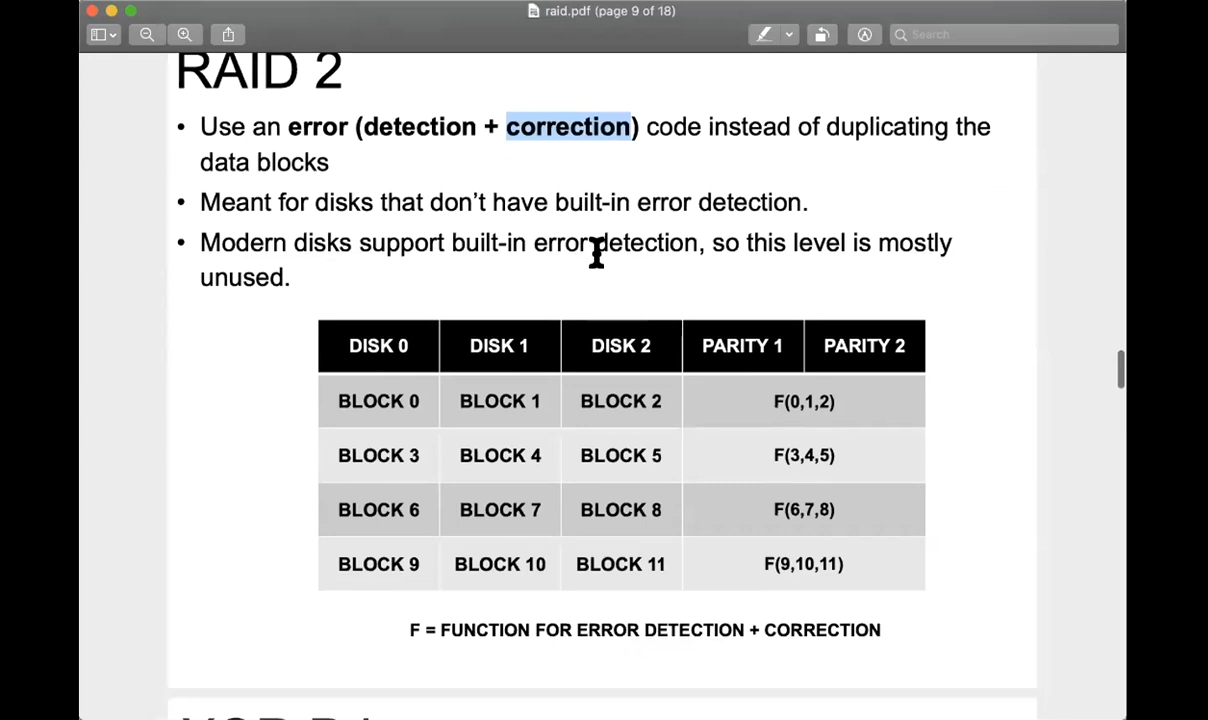 raid.pdf (page 9 of 18)
Search
RAID 2
• Use an error (detection + correction) code instead of duplicating the
data blocks
• Meant for disks that don’t have built-in error detection.
• Modern disks support built-in error detection, so this level is mostly
unused.
DISK 0 DISK 1 DISK 2 PARITY 1 PARITY 2
BLOCK 0 BLOCK 1 BLOCK 2 F(0,1,2)
BLOCK 3 BLOCK 4 BLOCK 5 F(3,4,5)
BLOCK 6 BLOCK 7 BLOCK 8 F(6,7,8)
BLOCK 9 BLOCK 10 BLOCK 11 F(9,10,11)
F = FUNCTION FOR ERROR DETECTION + CORRECTION